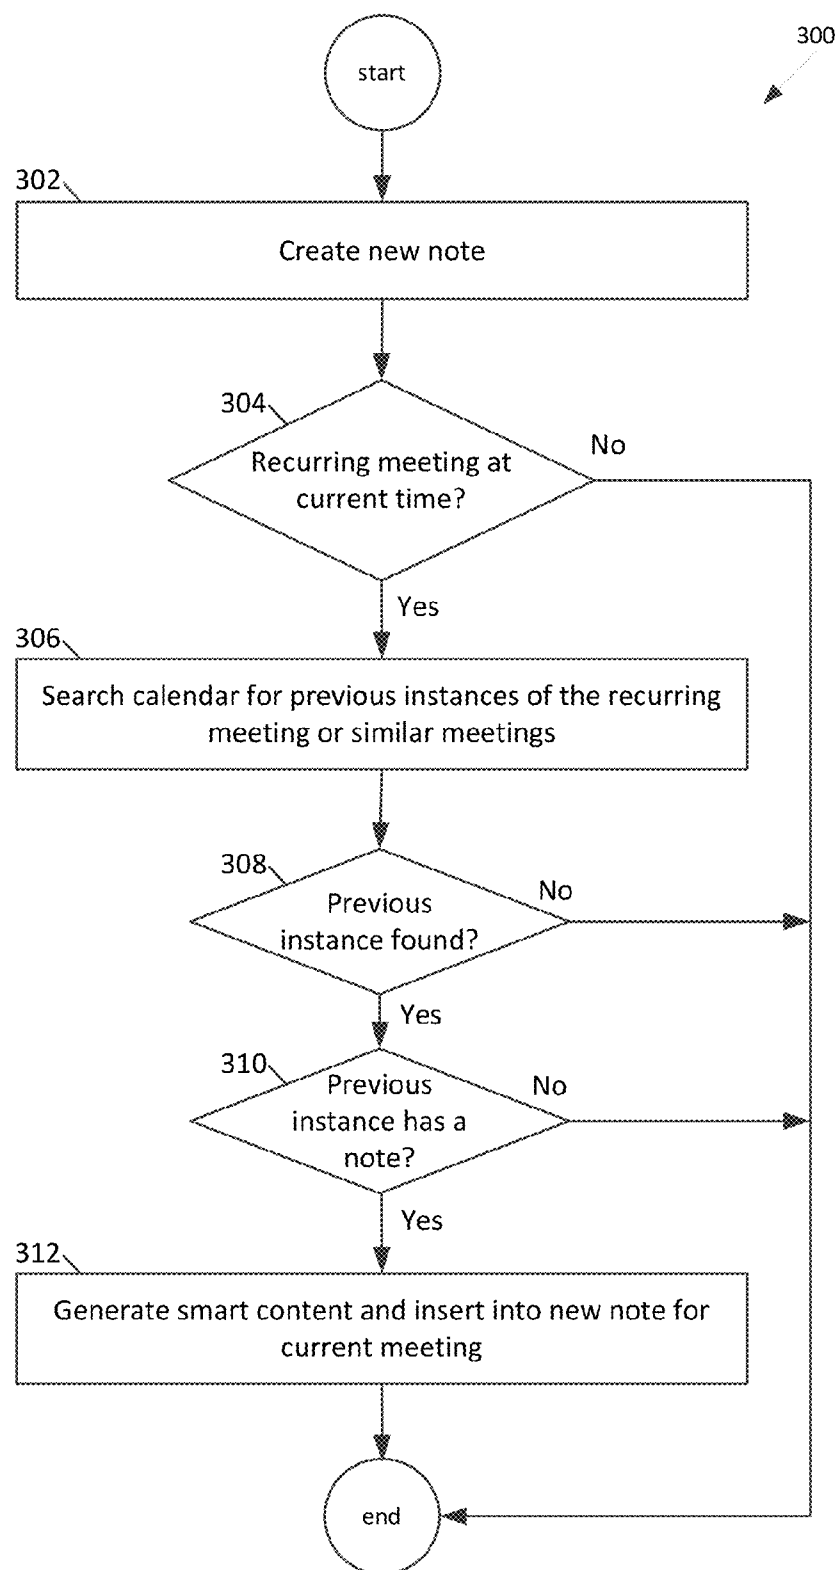 start
300
302
Create new note
304
No
Recurring meeting at
current time?
Yes
306
Search calendar for previous instances of the recurring
meeting or similar meetings
308
No
Previous
instance found?
Yes
310
No
Previous
instance has a
note?
Yes
312
Generate smart content and insert into new note for
current meeting
end